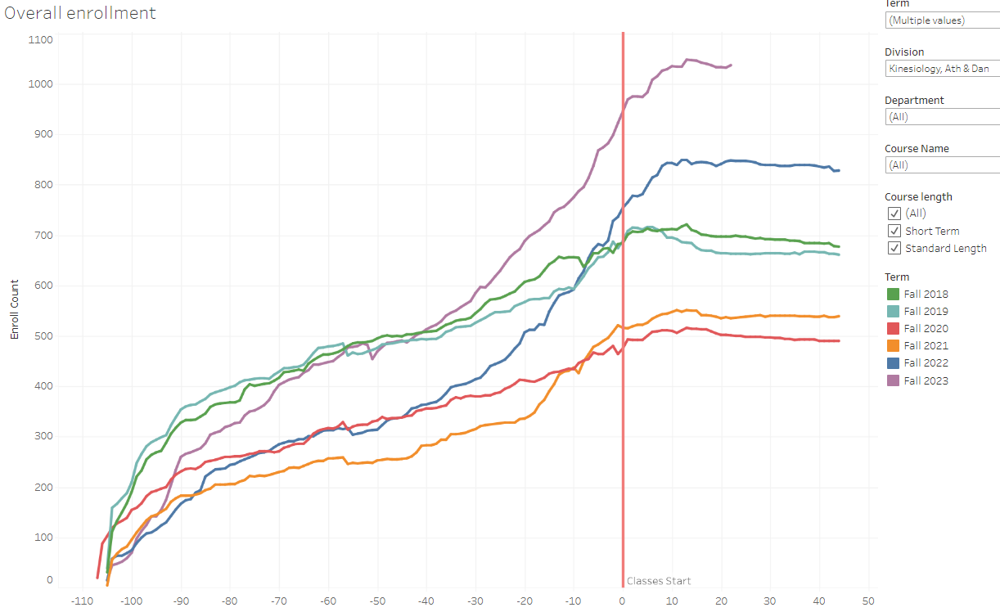 Overall enrollment
Term
(Multiple values)
Division
Kinesiology, Ath & Dan
Department
(All)
Course Name
(All)
Course length
(All)
Short Term
Standard Length
Term
Fall 2018
Fall 2019
Fall 2020
Fall 2021
Fall 2022
Fall 2023
Enroll Count
1100
1000
900
800
700
600
500
400
300
200
100
0
Classes Start
-110 -100 -90 -80 -70 -60 -50 -40 -30 -20 -10 0 10 20 30 40 50